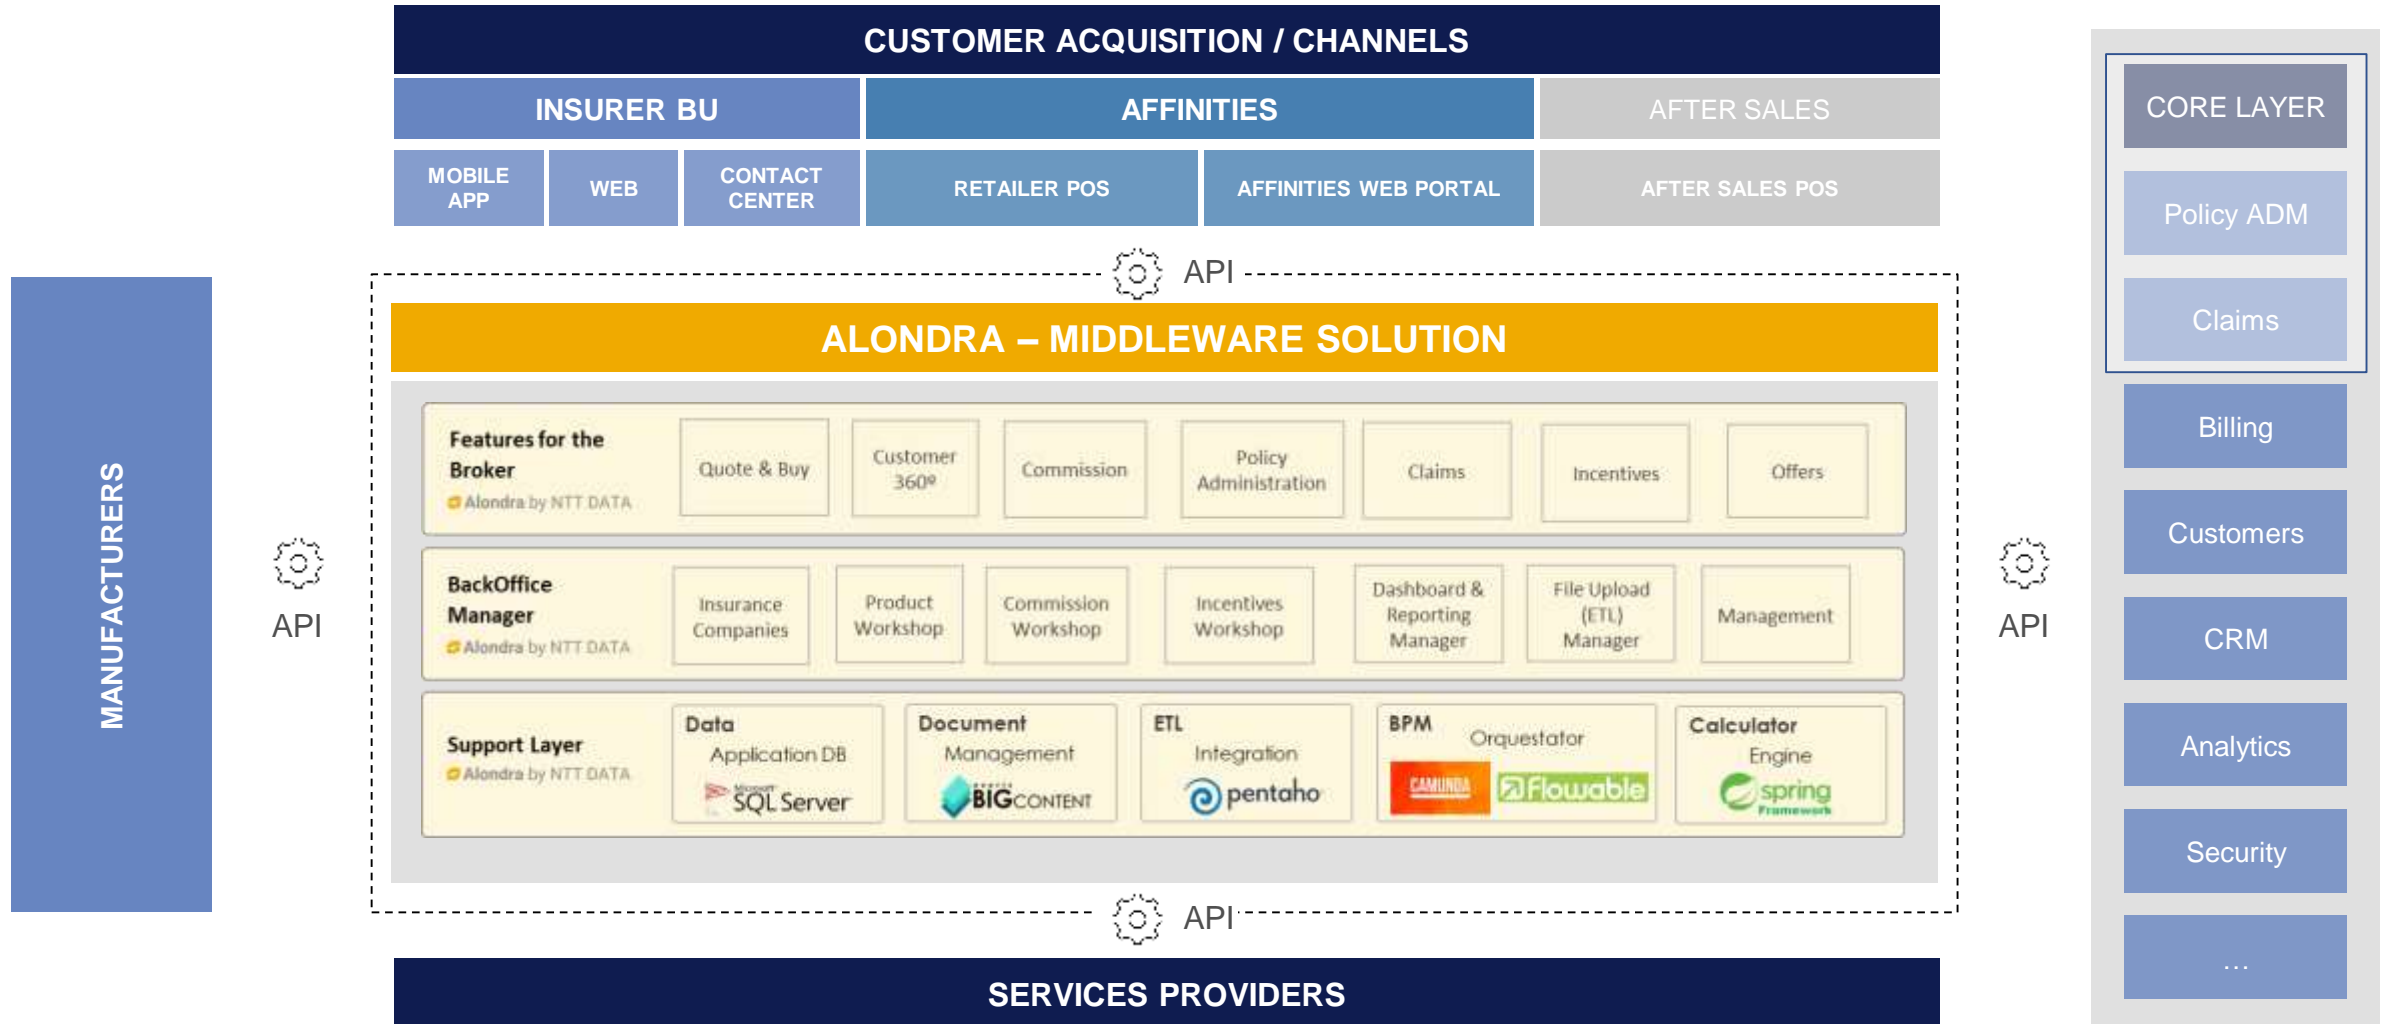 CUSTOMER ACQUISITION / CHANNELS
INSURER BU
AFFINITIES
AFTER SALES
MOBILE
APP
WEB
CONTACT
CENTER
RETAILER POS
AFFINITIES WEB PORTAL
AFTER SALES POS
API
MANUFACTURERS
API
ALONDRA – MIDDLEWARE SOLUTION
Features for the
Broker
Alondra by NTT DATA
Quote & Buy
Customer
360º
Commission
Policy
Administration
Claims
Incentives
Offers
BackOffice
Manager
Alondra by NTT DATA
Insurance
Companies
Product
Workshop
Commission
Workshop
Incentives
Workshop
Dashboard &
Reporting
Manager
File Upload
(ETL)
Manager
Management
Support Layer
Alondra by NTT DATA
Data
Application DB
Microsoft
SQL Server
Document
Management
BIGCONTENT
ETL
Integration
pentaho
BPM
Orquestator
CAMUNDA
Flowable
Calculator
Engine
spring
Framework
API
SERVICES PROVIDERS
API
CORE LAYER
Policy ADM
Claims
Billing
Customers
CRM
Analytics
Security
…